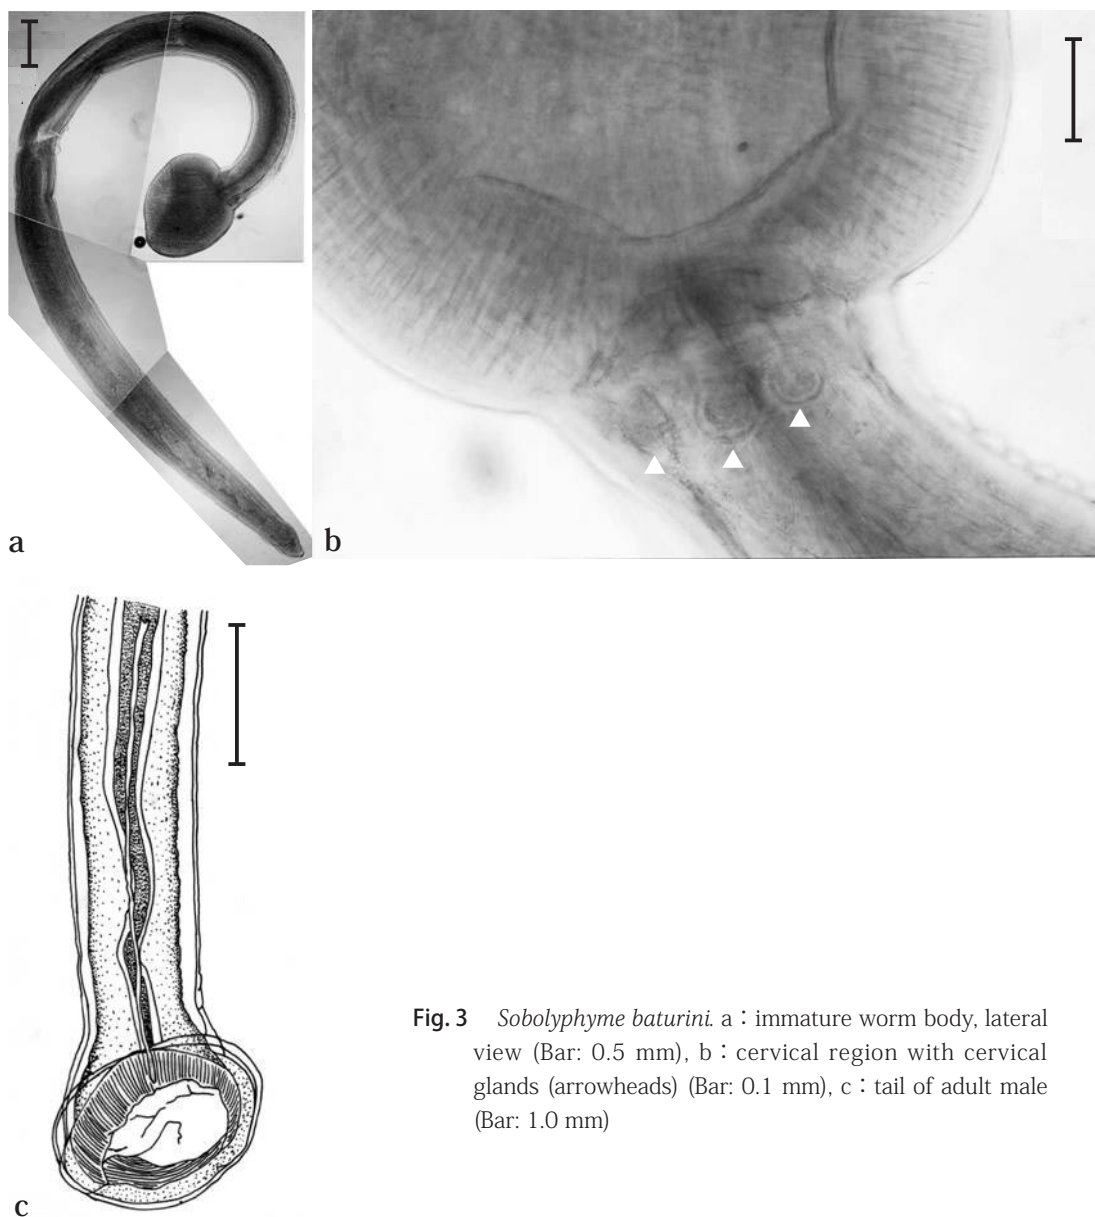 a
b
c
Fig. 3 Sobolyphyme baturini. a：immature worm body, lateral
view (Bar: 0.5 mm), b：cervical region with cervical
glands (arrowheads) (Bar: 0.1 mm), c：tail of adult male
(Bar: 1.0 mm)